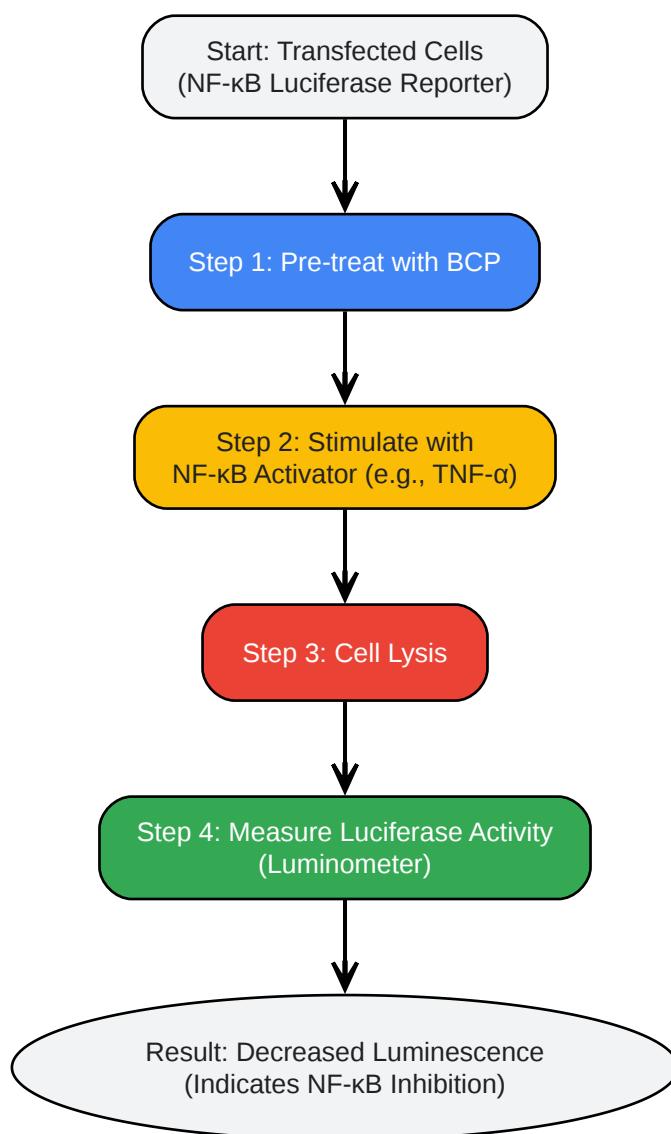 Start: Transfected Cells
(NF-κB Luciferase Reporter)
Step 1: Pre-treat with BCP
Step 2: Stimulate with
NF-κB Activator (e.g., TNF-α)
Step 3: Cell Lysis
Step 4: Measure Luciferase Activity
(Luminometer)
Result: Decreased Luminescence
(Indicates NF-κB Inhibition)